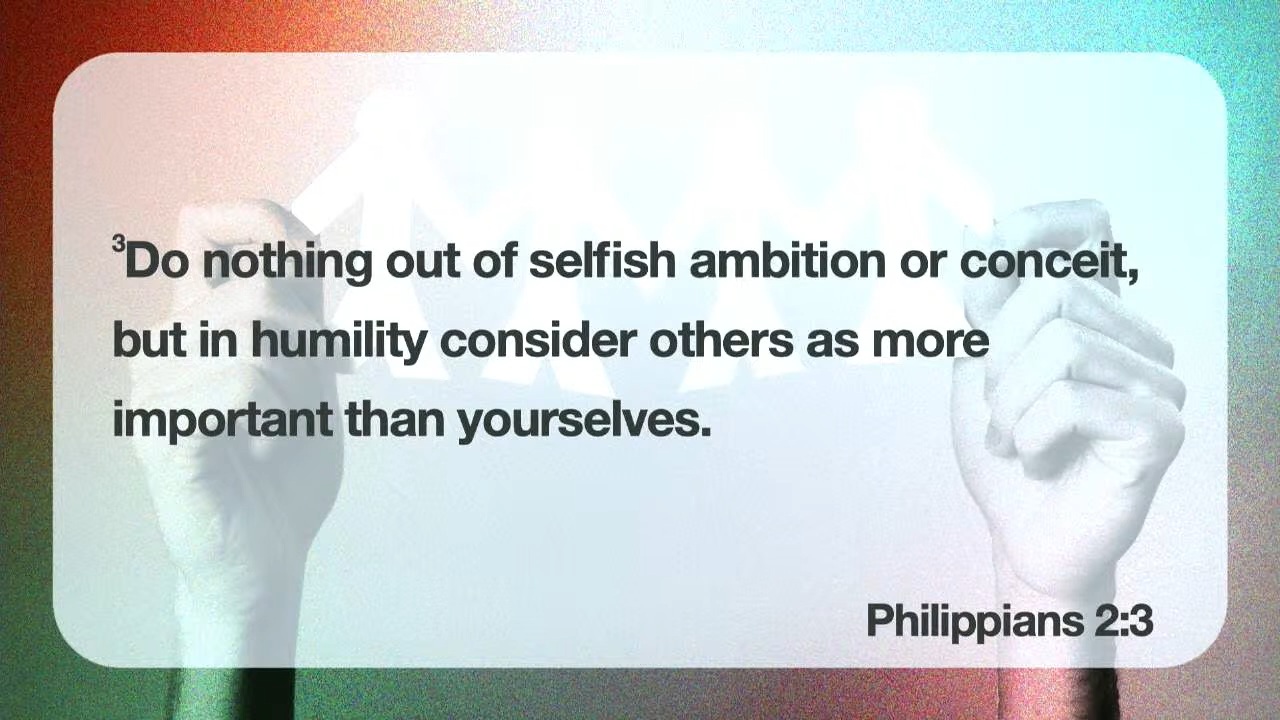 ³Do nothing out of selfish ambition or conceit,
but in humility consider others as more
important than yourselves.
Philippians 2:3